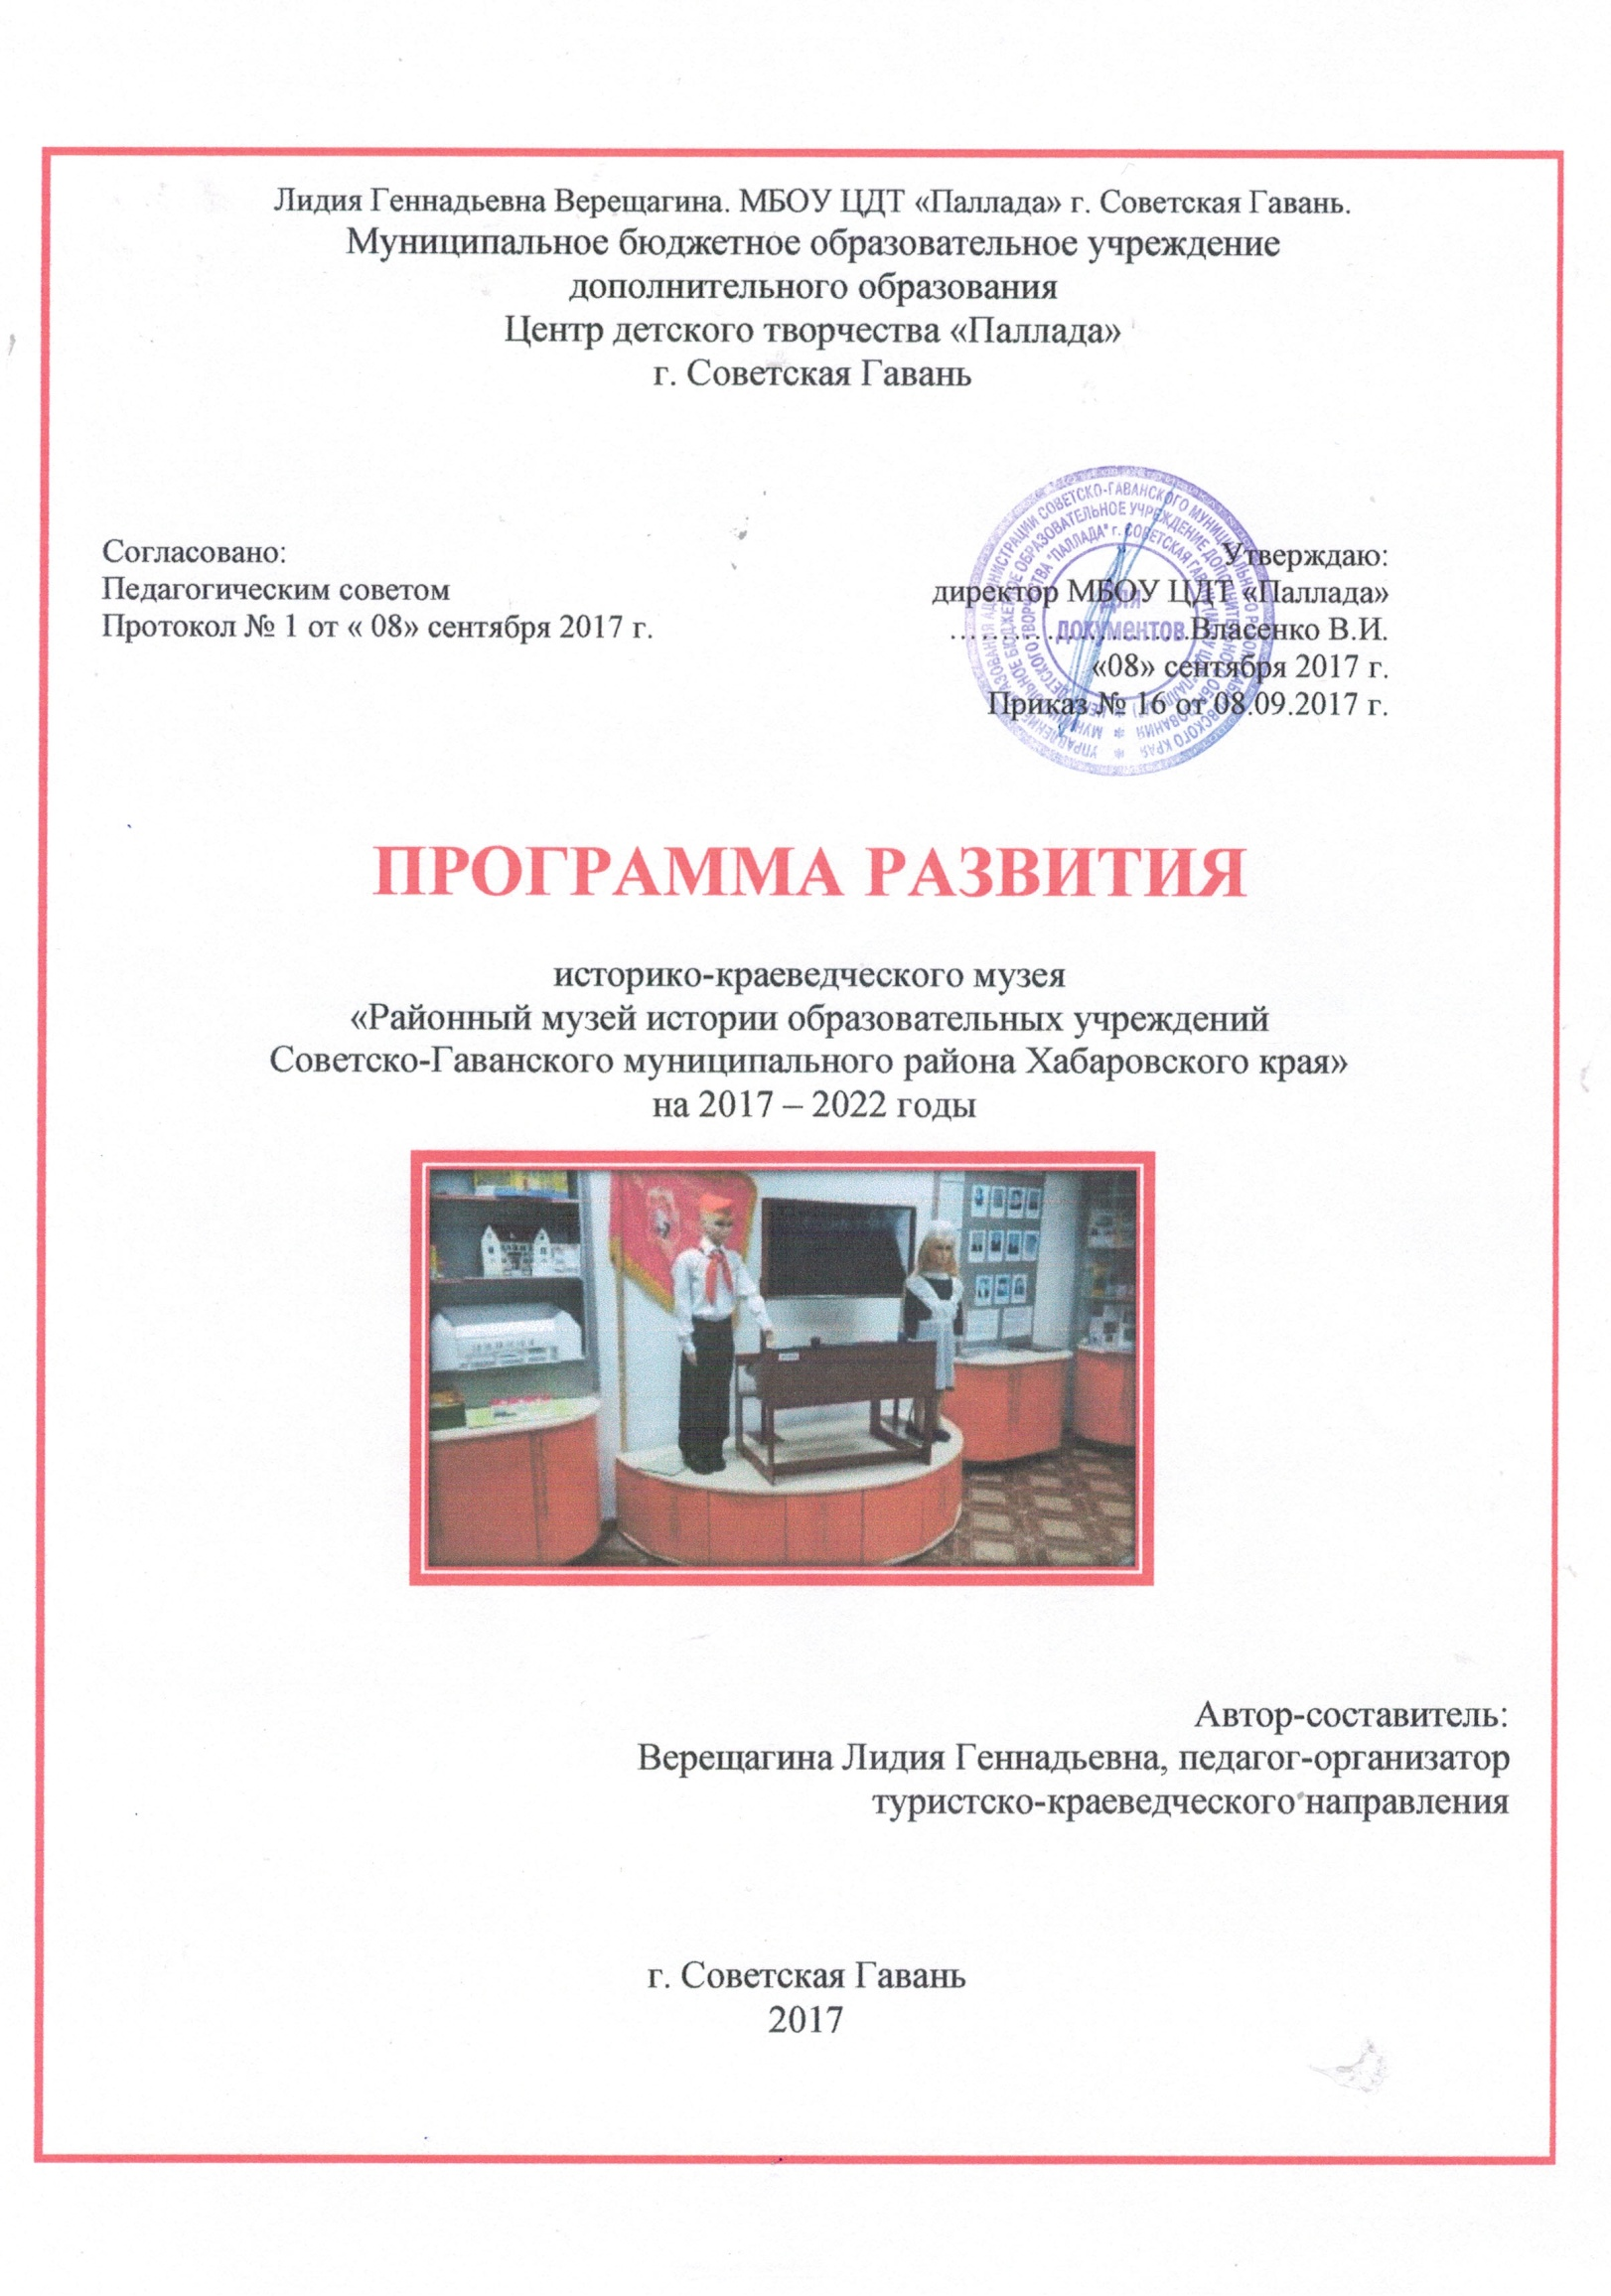 Лидия Геннадьевна Верещагина. МБОУ ЦДТ «Паллада» г. Советская Гавань.
Муниципальное бюджетное образовательное учреждение
дополнительного образования
Центр детского творчества «Паллада»
г. Советская Гавань
Согласовано:
Педагогическим советом
Протокол № 1 от « 08» сентября 2017 г.
Утверждаю:
директор МБОУ ЦДТ «Паллада»
………………………Власенко В.И.
«08» сентября 2017 г.
Приказ № 16 от 08.09.2017 г.
для
документов
ПРОГРАММА РАЗВИТИЯ
историко-краеведческого музея
«Районный музей истории образовательных учреждений
Советско-Гаванского муниципального района Хабаровского края»
на 2017 – 2022 годы
Автор-составитель:
Верещагина Лидия Геннадьевна, педагог-организатор
туристско-краеведческого направления
г. Советская Гавань
2017